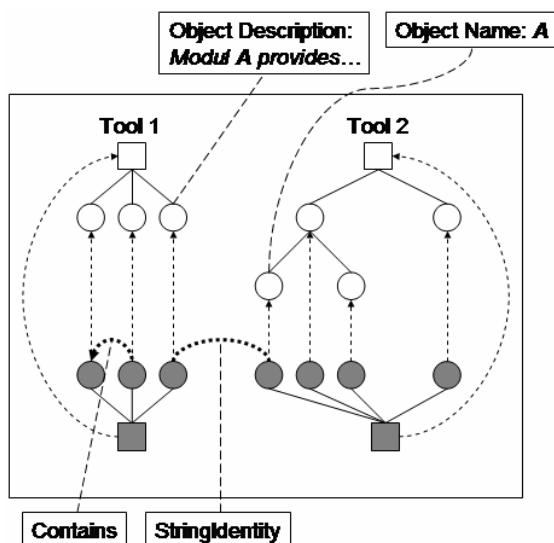 Object Description:
Modul A provides…
Object Name: A
Tool 1
Tool 2
Contains
StringIdentity